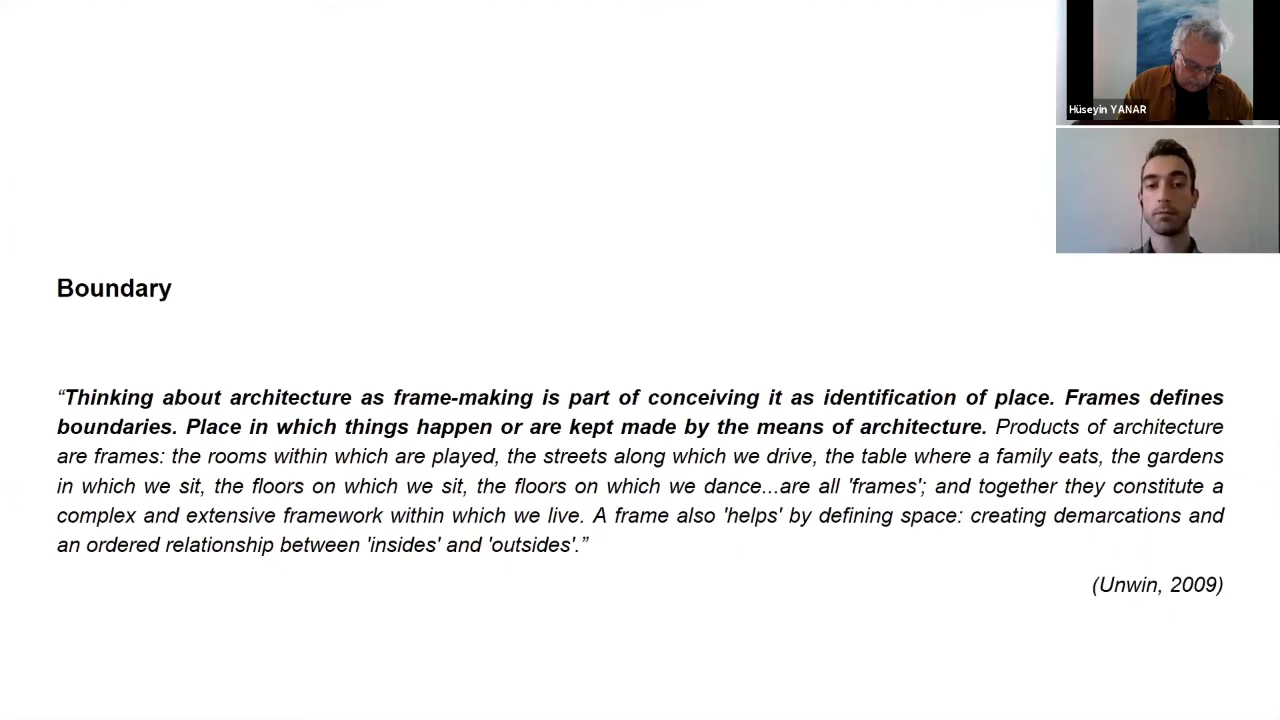 Hüseyin YANAR
Boundary
“Thinking about architecture as frame-making is part of conceiving it as identification of place. Frames defines
boundaries. Place in which things happen or are kept made by the means of architecture. Products of architecture
are frames: the rooms within which are played, the streets along which we drive, the table where a family eats, the gardens
in which we sit, the floors on which we sit, the floors on which we dance...are all 'frames'; and together they constitute a
complex and extensive framework within which we live. A frame also 'helps' by defining space: creating demarcations and
an ordered relationship between 'insides' and 'outsides'.”
(Unwin, 2009)